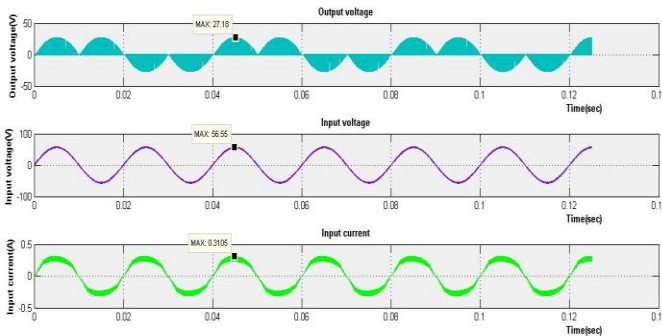 Output voltage
Output voltage(V)
50
0
-50
MAX: 27.18
0 0.02 0.04 0.06 0.08 0.1 0.12 0.1
Time(sec)
Input voltage
Input voltage(V)
100
0
-100
MAX: 56.55
0 0.02 0.04 0.06 0.08 0.1 0.12 0.1
Time(sec)
Input current
Input current(A)
0.5
0
-0.5
MAX: 0.3105
0 0.02 0.04 0.06 0.08 0.1 0.12 0.1
Time(sec)